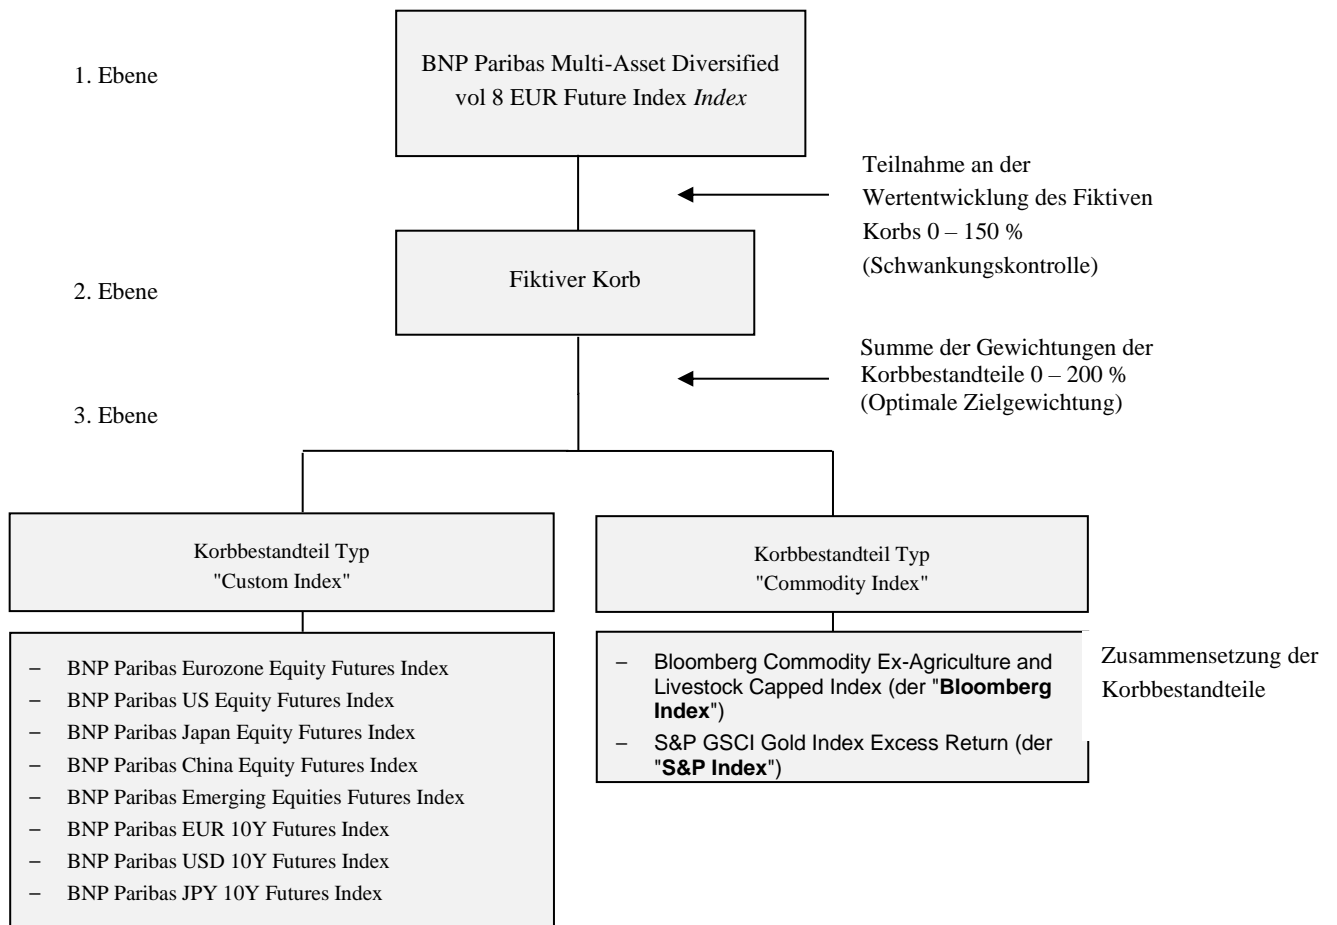 1. Ebene
BNP Paribas Multi-Asset Diversified
vol 8 EUR Future Index Index
Teilnahme an der
Wertentwicklung des Fiktiven
Korbs 0 – 150 %
(Schwankungskontrolle)
2. Ebene
Fiktiver Korb
Summe der Gewichtungen der
Korbbestandteile 0 – 200 %
(Optimale Zielgewichtung)
3. Ebene
Korbbestandteil Typ
"Custom Index"
Korbbestandteil Typ
"Commodity Index"
– BNP Paribas Eurozone Equity Futures Index
– BNP Paribas US Equity Futures Index
– BNP Paribas Japan Equity Futures Index
– BNP Paribas China Equity Futures Index
– BNP Paribas Emerging Equities Futures Index
– BNP Paribas EUR 10Y Futures Index
– BNP Paribas USD 10Y Futures Index
– BNP Paribas JPY 10Y Futures Index
– Bloomberg Commodity Ex-Agriculture and
Livestock Capped Index (der "Bloomberg
Index")
– S&P GSCI Gold Index Excess Return (der
"S&P Index")
Zusammensetzung der
Korbbestandteile